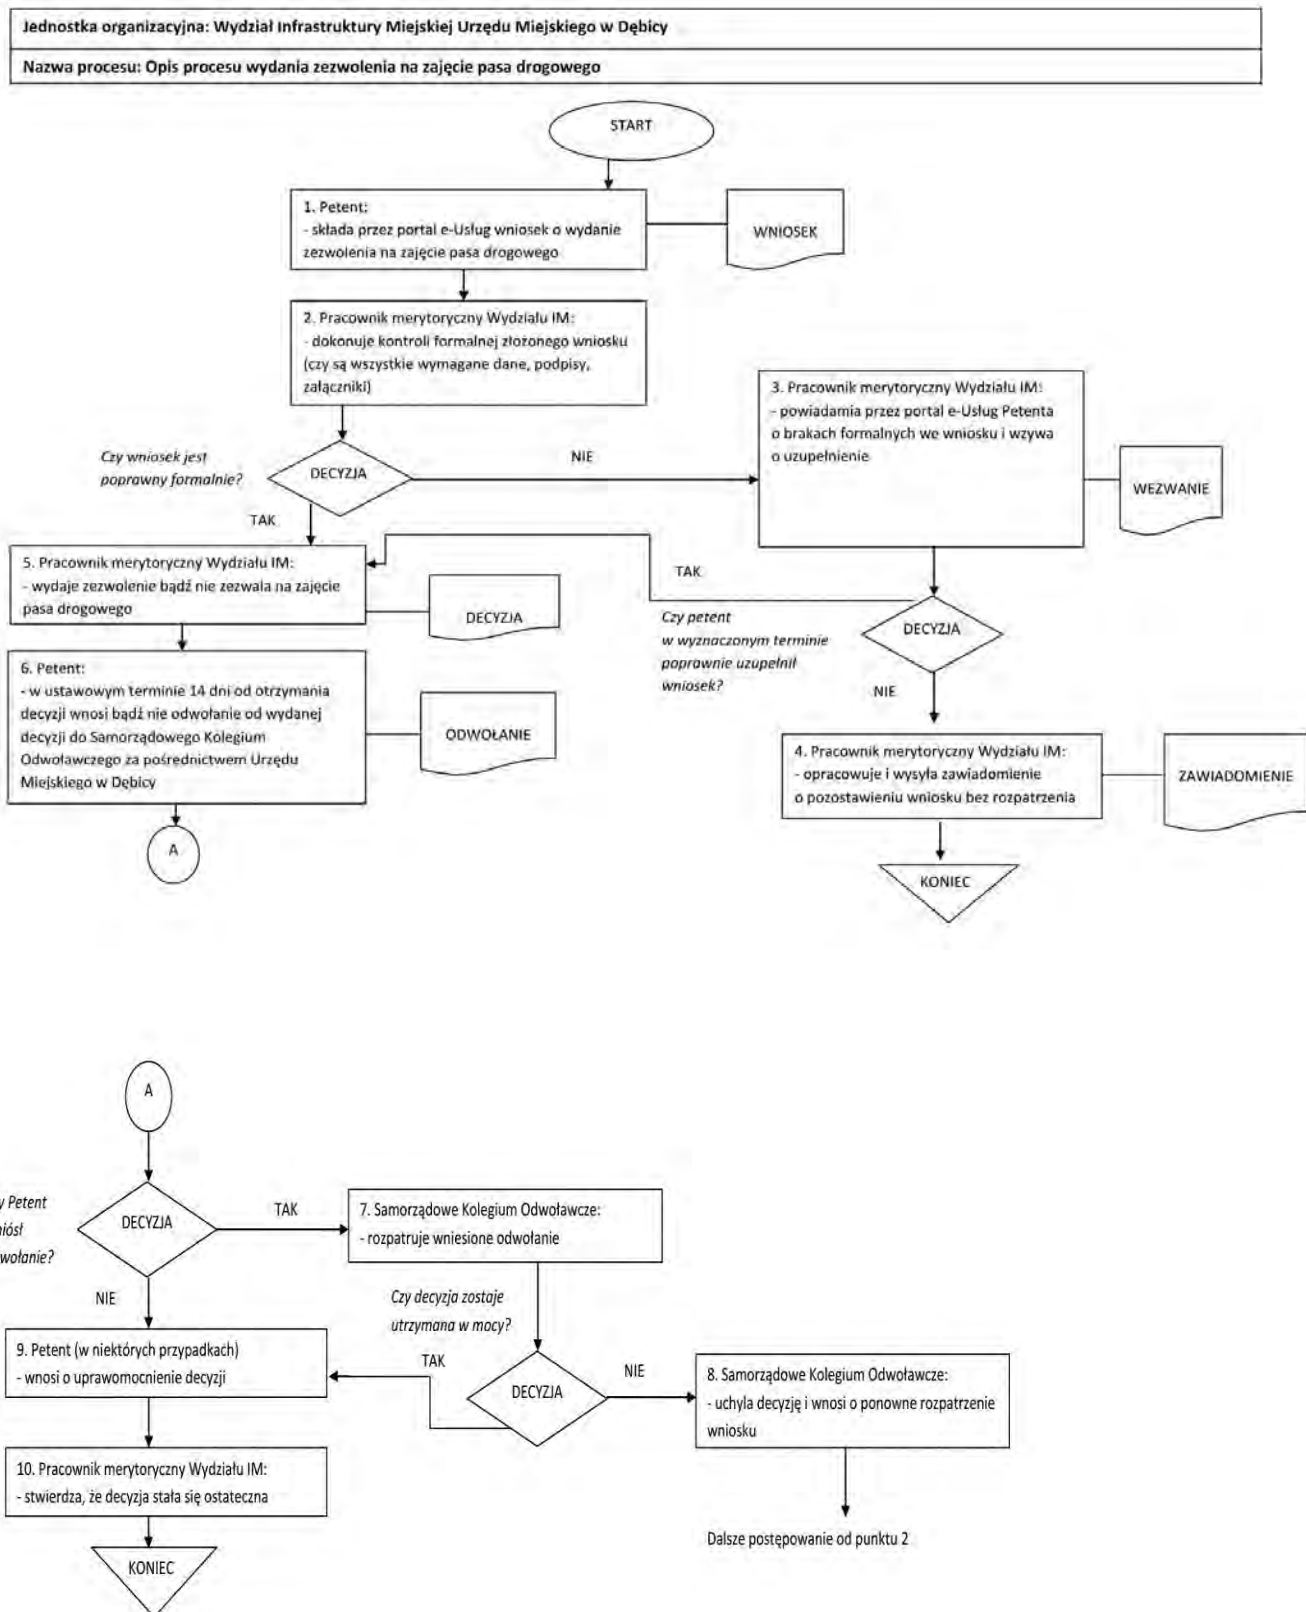 Jednostka organizacyjna: Wydział Infrastruktury Miejskiej Urzędu Miejskiego w Dębicy
Nazwa procesu: Opis procesu wydania zezwolenia na zajęcie pasa drogowego
START
1. Petent:
- składa przez portal e-Usług wniosek o wydanie
zezwolenia na zajęcie pasa drogowego
WNIOSEK
2. Pracownik merytoryczny Wydziału IM:
- dokonuje kontroli formalnej złożonego wniosku
(czy są wszystkie wymagane dane, podpisy,
załączniki)
Czy wniosek jest
poprawny formalnie?
DECYZJA
NIE
TAK
3. Pracownik merytoryczny Wydziału IM:
- powiadamia przez portal e-Usług Petenta
o brakach formalnych we wniosku i wzywa
o uzupełnienie
WEZWANIE
5. Pracownik merytoryczny Wydziału IM:
- wydaje zezwolenie bądź nie zezwala na zajęcie
pasa drogowego
DECYZJA
TAK
Czy petent
w wyznaczonym terminie
poprawnie uzupełnił
wniosek?
DECYZJA
NIE
6. Petent:
- w ustawowym terminie 14 dni od otrzymania
decyzji wnosi bądź nie odwołanie od wydanej
decyzji do Samorządowego Kolegium
Odwoławczego za pośrednictwem Urzędu
Miejskiego w Dębicy
ODWOŁANIE
4. Pracownik merytoryczny Wydziału IM:
- opracowuje i wysyła zawiadomienie
o pozostawieniu wniosku bez rozpatrzenia
ZAWIADOMIENIE
A
KONIEC
A
y Petent
niósł
wołanie?
DECYZJA
TAK
NIE
7. Samorządowe Kolegium Odwoławcze:
- rozpatruje wniesione odwołanie
Czy decyzja zostaje
utrzymana w mocy?
TAK
DECYZJA
NIE
9. Petent (w niektórych przypadkach)
- wnosi o uprawomocnienie decyzji
8. Samorządowe Kolegium Odwoławcze:
- uchyla decyzję i wnosi o ponowne rozpatrzenie
wniosku
10. Pracownik merytoryczny Wydziału IM:
- stwierdza, że decyzja stała się ostateczna
Dalsze postępowanie od punktu 2
KONIEC